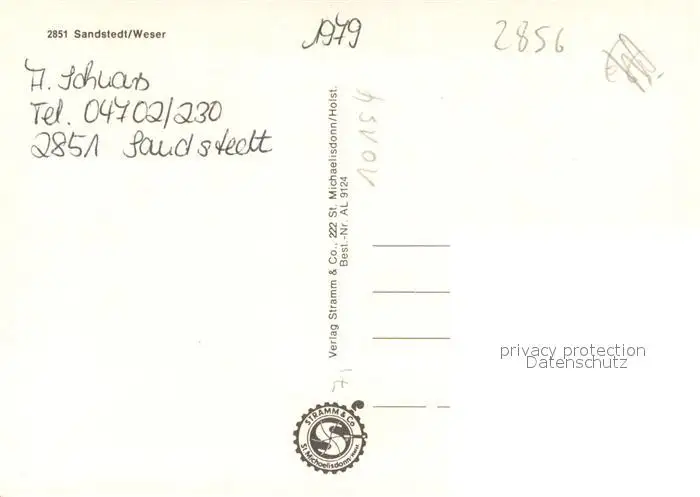 2851 Sandstedt/Weser
1979
2856
Tel. 04702/230
2851 Sandstedt
10154
Verlag Stramm & Co., 222 St. Michaelisdonn/Holst.
Best.-Nr. AL 9124
privacy protection
Datenschutz
STRAMM & Co.
St. Michaelisdonn/Holst.